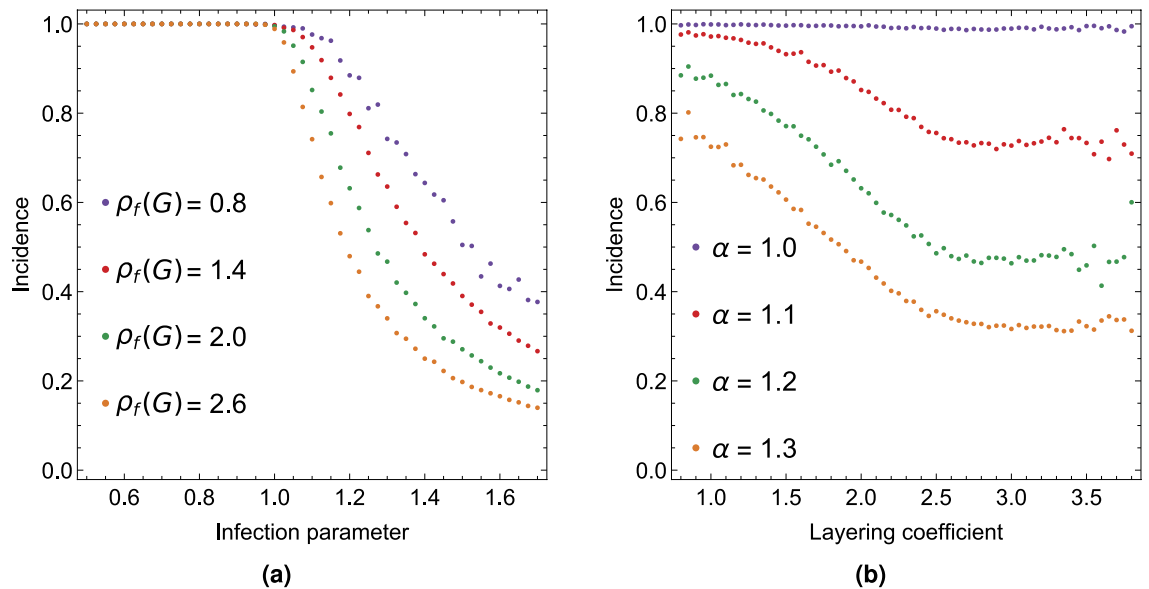 1.0
0.8
0.6
0.4
0.2
0.0
Incidence
ρf(G) = 0.8
ρf(G) = 1.4
ρf(G) = 2.0
ρf(G) = 2.6
0.6 0.8 1.0 1.2 1.4 1.6
Infection parameter
(a)
1.0
0.8
0.6
0.4
0.2
0.0
Incidence
α = 1.0
α = 1.1
α = 1.2
α = 1.3
1.0 1.5 2.0 2.5 3.0 3.5
Layering coefficient
(b)